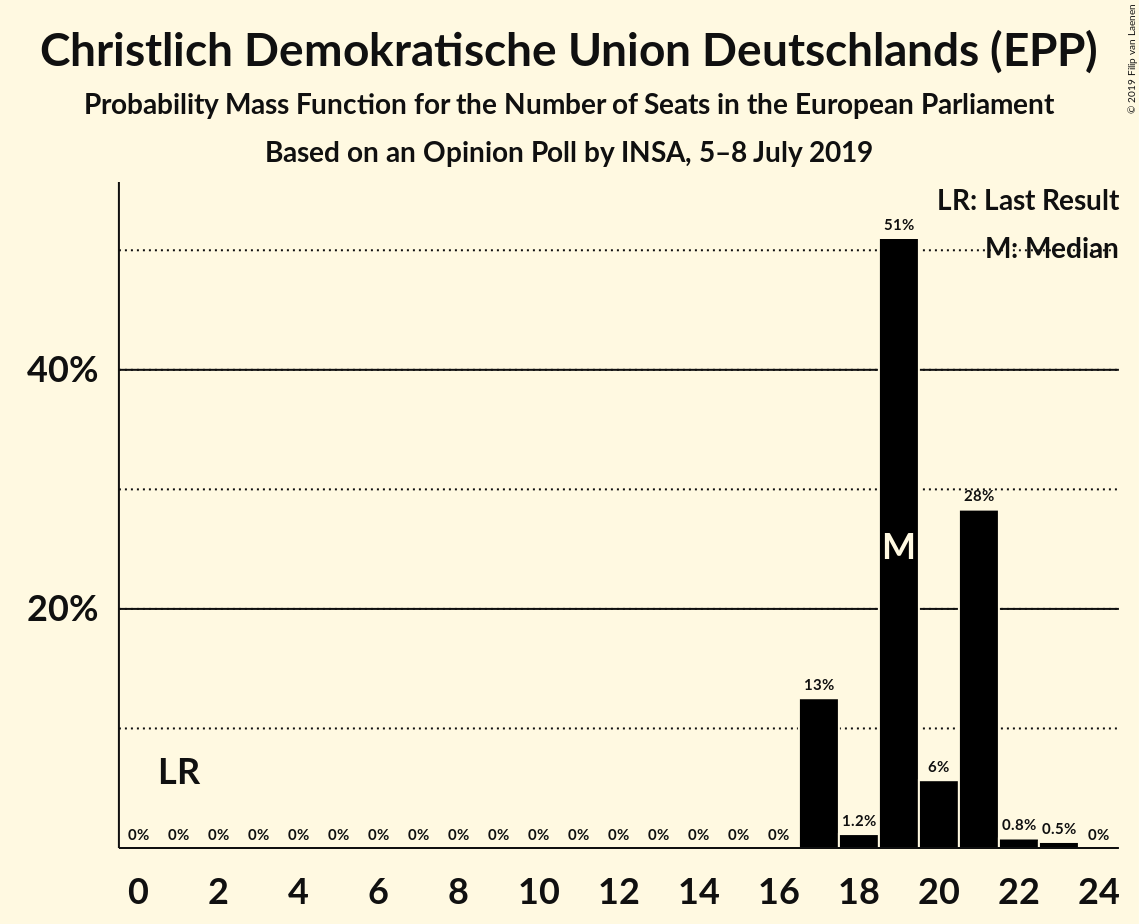 Christlich Demokratische Union Deutschlands (EPP)
Probability Mass Function for the Number of Seats in the European Parliament
Based on an Opinion Poll by INSA, 5–8 July 2019
© 2019 Filip van Laenen
LR: Last Result
M: Median
51%
40%
28%
M
20%
13%
LR
6%
0% 0% 0% 0% 0% 0% 0% 0% 0% 0% 0% 0% 0% 0% 0% 0% 0% 1.2% 0.8% 0.5% 0%
0 2 4 6 8 10 12 14 16 18 20 22 24